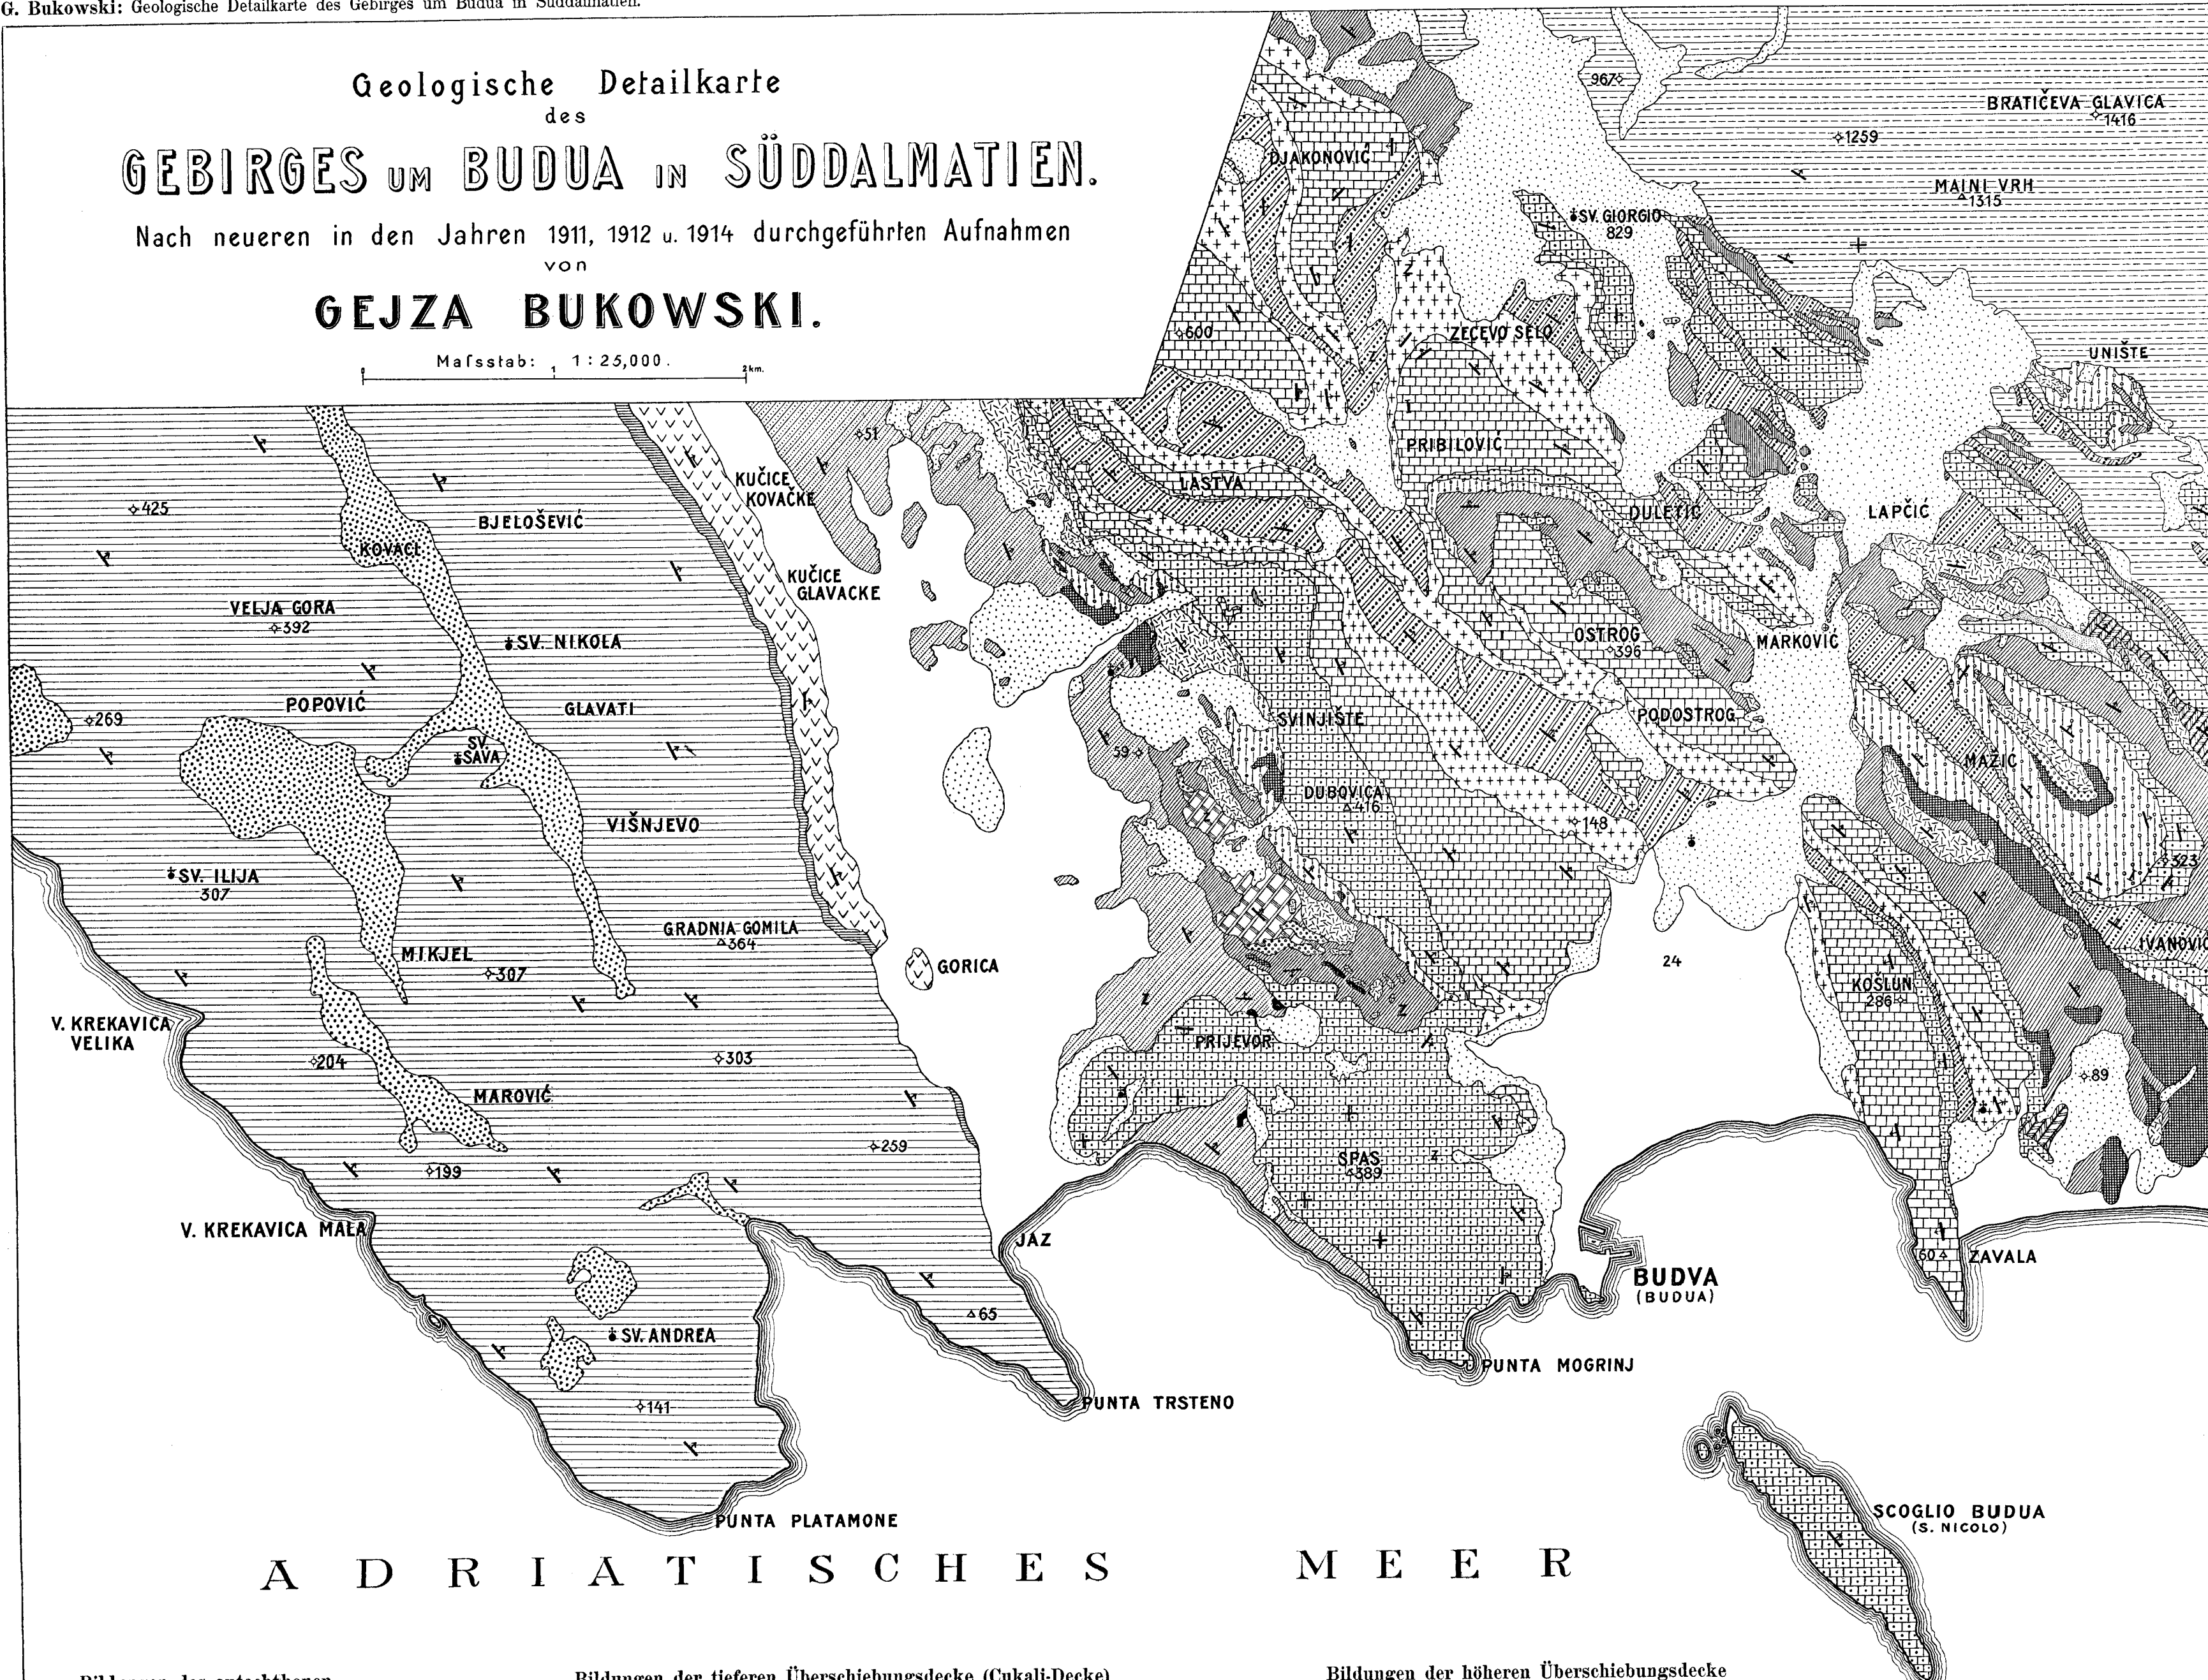 G. Bukowski: Geologische Detailkarte des Gebirges um Budua in Süddalmatien.
Geologische Detailkarte
des
GEBIRGES UM BUDUA IN SÜDDALMATIEN.
Nach neueren in den Jahren 1911, 1912 u. 1914 durchgeführten Aufnahmen
von
GEJZA BUKOWSKI.
Maſsstab: 1 : 25,000.
0 1 2 km.
967
BRATIČEVA GLAVICA
1416
1259
MAINI VRH
1315
DJAKONOVIĆ
SV. GIORGIO
829
600
ZEČEVO SELO
UNIŠTE
51
PRIBILOVIĆ
KUČICE
KOVAČKE
LASTVA
425
BJELOŠEVIĆ
DULETIĆ
LAPČIĆ
KOVAČI
KUČICE
GLAVACKE
VELJA GORA
392
SV. NIKOLA
OSTROG
396
MARKOVIĆ
POPOVIĆ
GLAVATI
269
SVINJIŠTE
PODOSTROG
SV.
SAVA
59
MAŽIĆ
DUBOVICA
416
VIŠNJEVO
148
323
SV. ILIJA
307
GRADNIA GOMILA
364
MIKJEL
307
GORICA
24
IVANOVIĆ
KOŠLUN
286
V. KREKAVICA
VELIKA
PRIJEVOR
204
303
89
MAROVIĆ
259
199
SPAS
389
V. KREKAVICA MALA
JAZ
60
ZAVALA
BUDVA
(BUDUA)
65
SV. ANDREA
PUNTA MOGRINJ
141
PUNTA TRSTENO
SCOGLIO BUDUA
(S. NICOLO)
PUNTA PLATAMONE
ADRIATISCHES MEER
Bildungen der autochthonen
Bildungen der tieferen Überschiebungsdecke (Cukali-Decke)
Bildungen der höheren Überschiebungsdecke